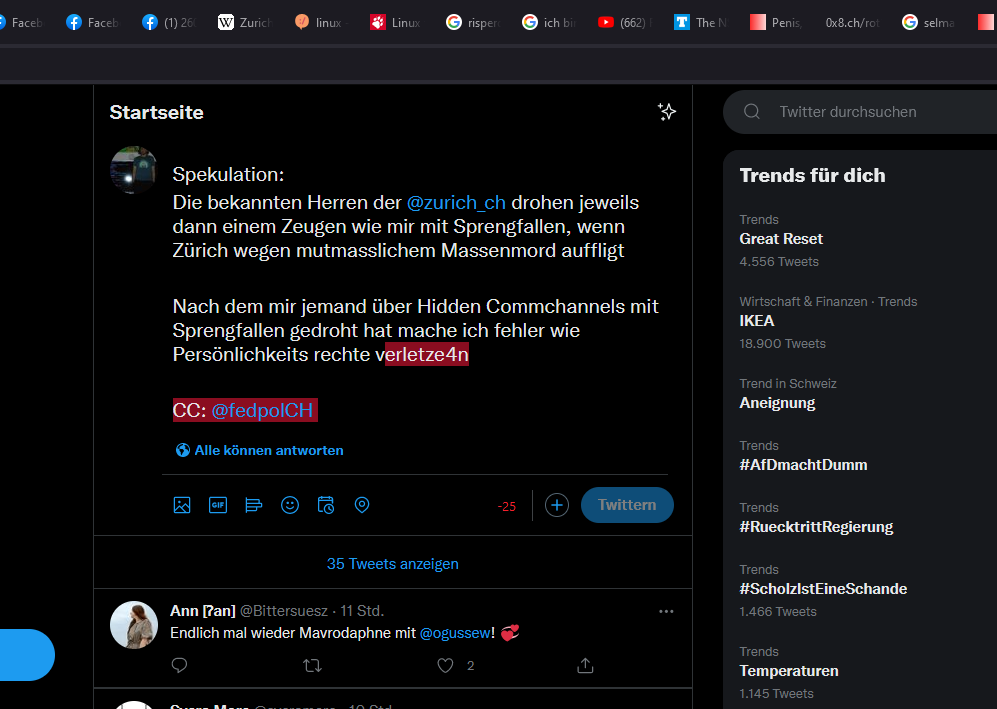 Faceb
Faceb
(1) 26
Zuric
linux
Linux
risper
ich bi
(662)
The N
Penis,
0x8.ch/rot
selma
Startseite
Twitter durchsuchen
Spekulation:
Die bekannten Herren der @zurich_ch drohen jeweils
dann einem Zeugen wie mir mit Sprengfallen, wenn
Zürich wegen mutmasslichem Massenmord auffligt
Nach dem mir jemand über Hidden Commchannels mit
Sprengfallen gedroht hat mache ich fehler wie
Persönlichkeits rechte verletze4n
CC: @fedpolCH
Alle können antworten
GIF
-25
Twittern
35 Tweets anzeigen
Ann [ʔan] @Bittersuesz · 11 Std.
Endlich mal wieder Mavrodaphne mit @ogussew! 💞
2
Trends für dich
Trends
Great Reset
4.556 Tweets
Wirtschaft & Finanzen · Trends
IKEA
18.900 Tweets
Trend in Schweiz
Aneignung
Trends
#AfDmachtDumm
Trends
#RuecktrittRegierung
Trends
#ScholzIstEineSchande
1.466 Tweets
Trends
Temperaturen
1.145 Tweets